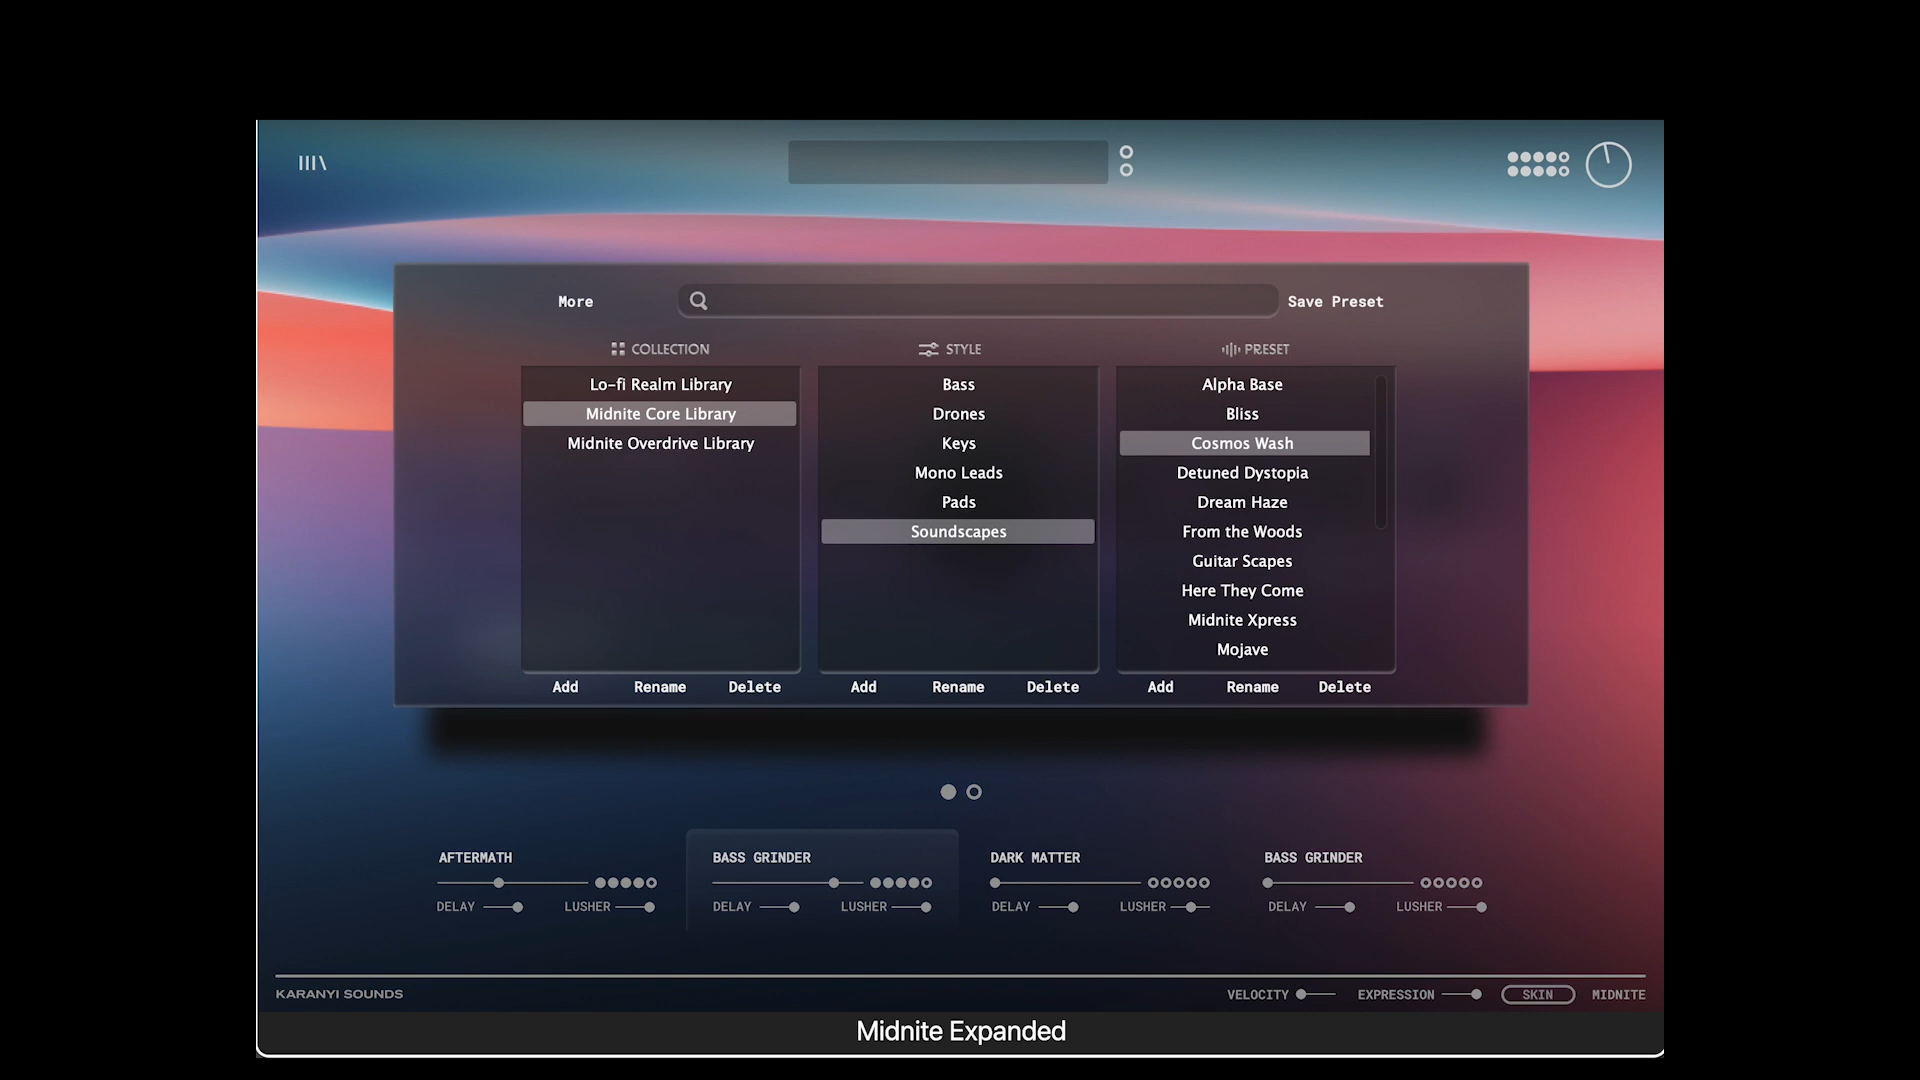 More
Save Preset
COLLECTION
STYLE
PRESET
Lo-fi Realm Library
Midnite Core Library
Midnite Overdrive Library
Bass
Drones
Keys
Mono Leads
Pads
Soundscapes
Alpha Base
Bliss
Cosmos Wash
Detuned Dystopia
Dream Haze
From the Woods
Guitar Scapes
Here They Come
Midnite Xpress
Mojave
Add Rename Delete
Add Rename Delete
Add Rename Delete
AFTERMATH
DELAY LUSHER
BASS GRINDER
DELAY LUSHER
DARK MATTER
DELAY LUSHER
BASS GRINDER
DELAY LUSHER
KARANYI SOUNDS
VELOCITY EXPRESSION SKIN MIDNITE
Midnite Expanded